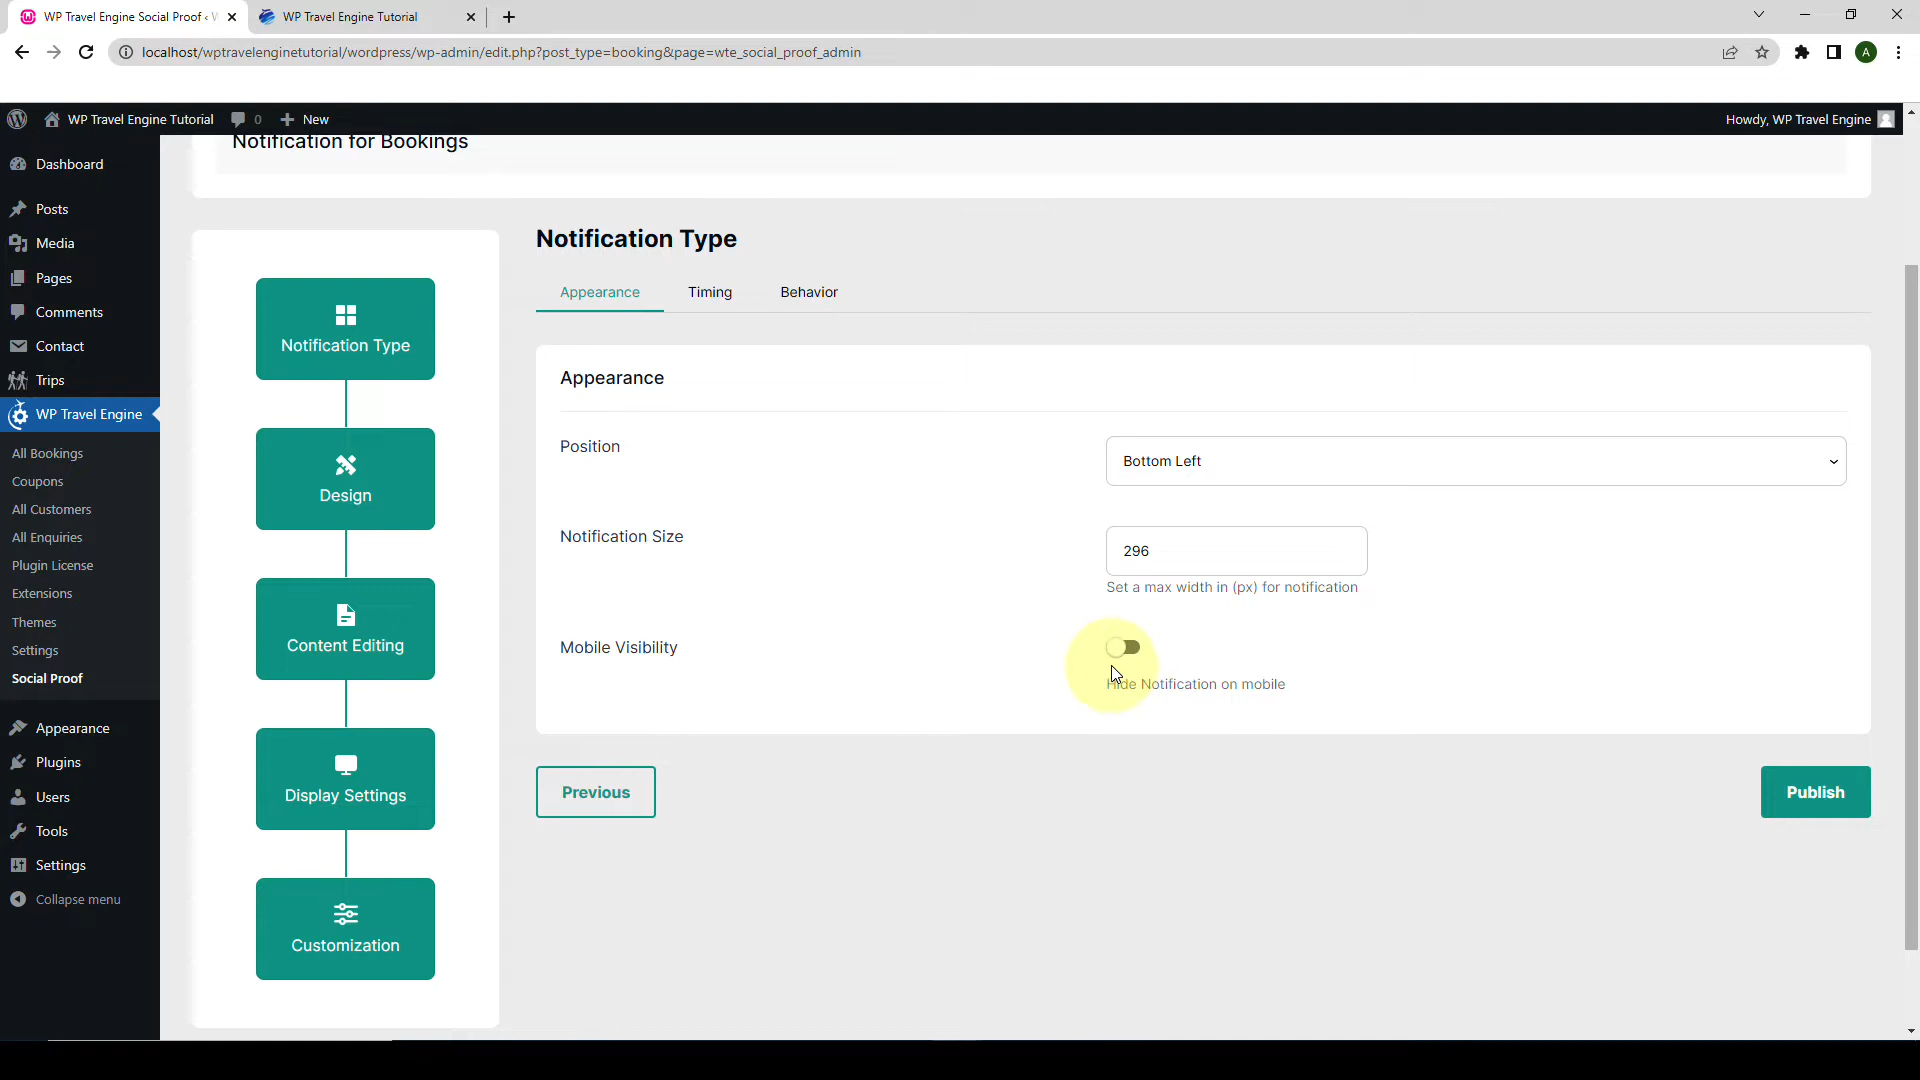 WP Travel Engine Social Proof ‹ W
WP Travel Engine Tutorial
localhost/wptravelenginetutorial/wordpress/wp-admin/edit.php?post_type=booking&page=wte_social_proof_admin
A
WP Travel Engine Tutorial
0
New
Howdy, WP Travel Engine
Dashboard
Posts
Media
Pages
Comments
Contact
Trips
WP Travel Engine
All Bookings
Coupons
All Customers
All Enquiries
Plugin License
Extensions
Themes
Settings
Social Proof
Appearance
Plugins
Users
Tools
Settings
Collapse menu
Notification for Bookings
Notification Type
Design
Content Editing
Display Settings
Customization
Notification Type
Appearance
Timing
Behavior
Appearance
Position
Bottom Left
Notification Size
296
Set a max width in (px) for notification
Mobile Visibility
Hide Notification on mobile
Previous
Publish